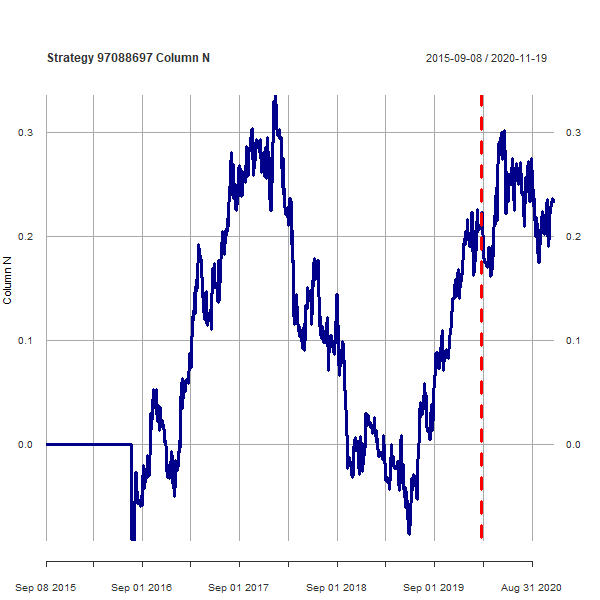 Strategy 97088697 Column N
2015-09-08 / 2020-11-19
0.3
0.3
0.2
0.2
Column N
0.1
0.1
0.0
0.0
Sep 08 2015
Sep 01 2016
Sep 01 2017
Sep 01 2018
Sep 01 2019
Aug 31 2020